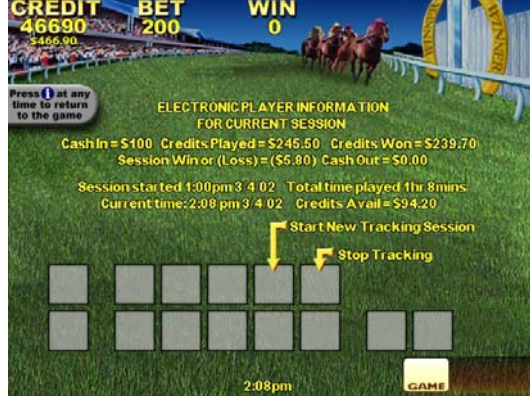 CREDIT BET WIN
46690 200 0
$466.90
WINNER
Press i at any
time to return
to the game
ELECTRONIC PLAYER INFORMATION
FOR CURRENT SESSION
Cash In = $100 Credits Played = $245.50 Credits Won = $239.70
Session Win or (Loss) = ($5.80) Cash Out = $0.00
Session started 1:00pm 3/4/02 Total time played 1hr 8mins
Current time: 2:08 pm 3/4/02 Credits Avail = $94.20
Start New Tracking Session
Stop Tracking
2:08pm
GAME